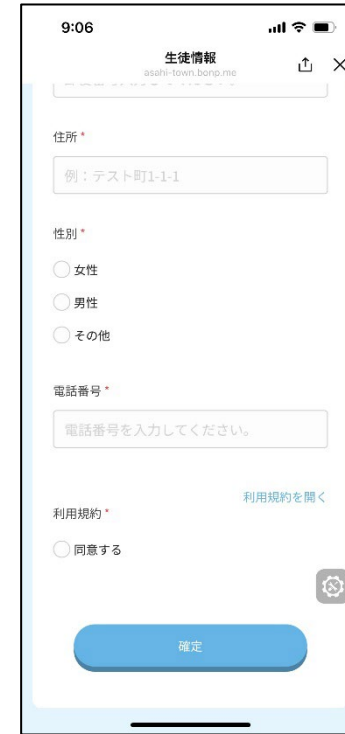 9:06
生徒情報
asahi-town.bonp.me
住所 *
例：テスト町1-1-1
性別 *
女性
男性
その他
電話番号 *
電話番号を入力してください。
利用規約を開く
利用規約 *
同意する
確定